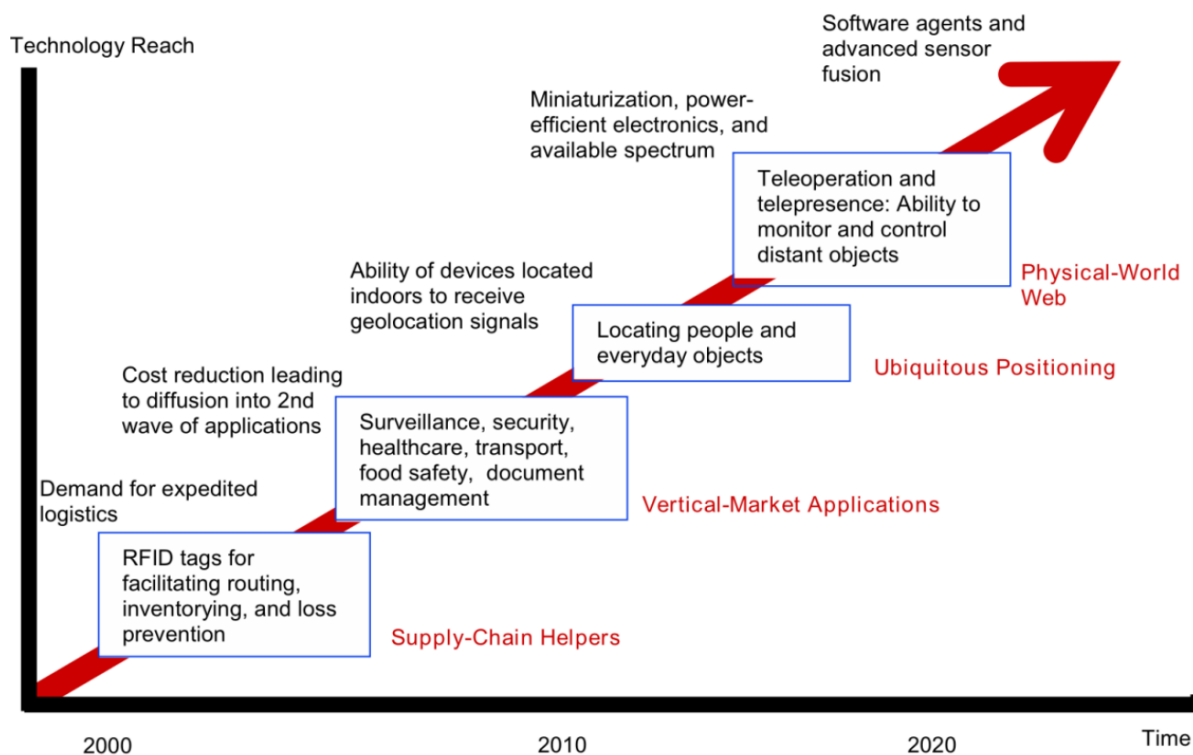 Technology Reach
Software agents and
advanced sensor
fusion
Miniaturization, power-
efficient electronics, and
available spectrum
Teleoperation and
telepresence: Ability to
monitor and control
distant objects
Physical-World
Web
Ability of devices located
indoors to receive
geolocation signals
Locating people and
everyday objects
Ubiquitous Positioning
Cost reduction leading
to diffusion into 2nd
wave of applications
Surveillance, security,
healthcare, transport,
food safety, document
management
Vertical-Market Applications
Demand for expedited
logistics
RFID tags for
facilitating routing,
inventorying, and loss
prevention
Supply-Chain Helpers
2000
2010
2020
Time